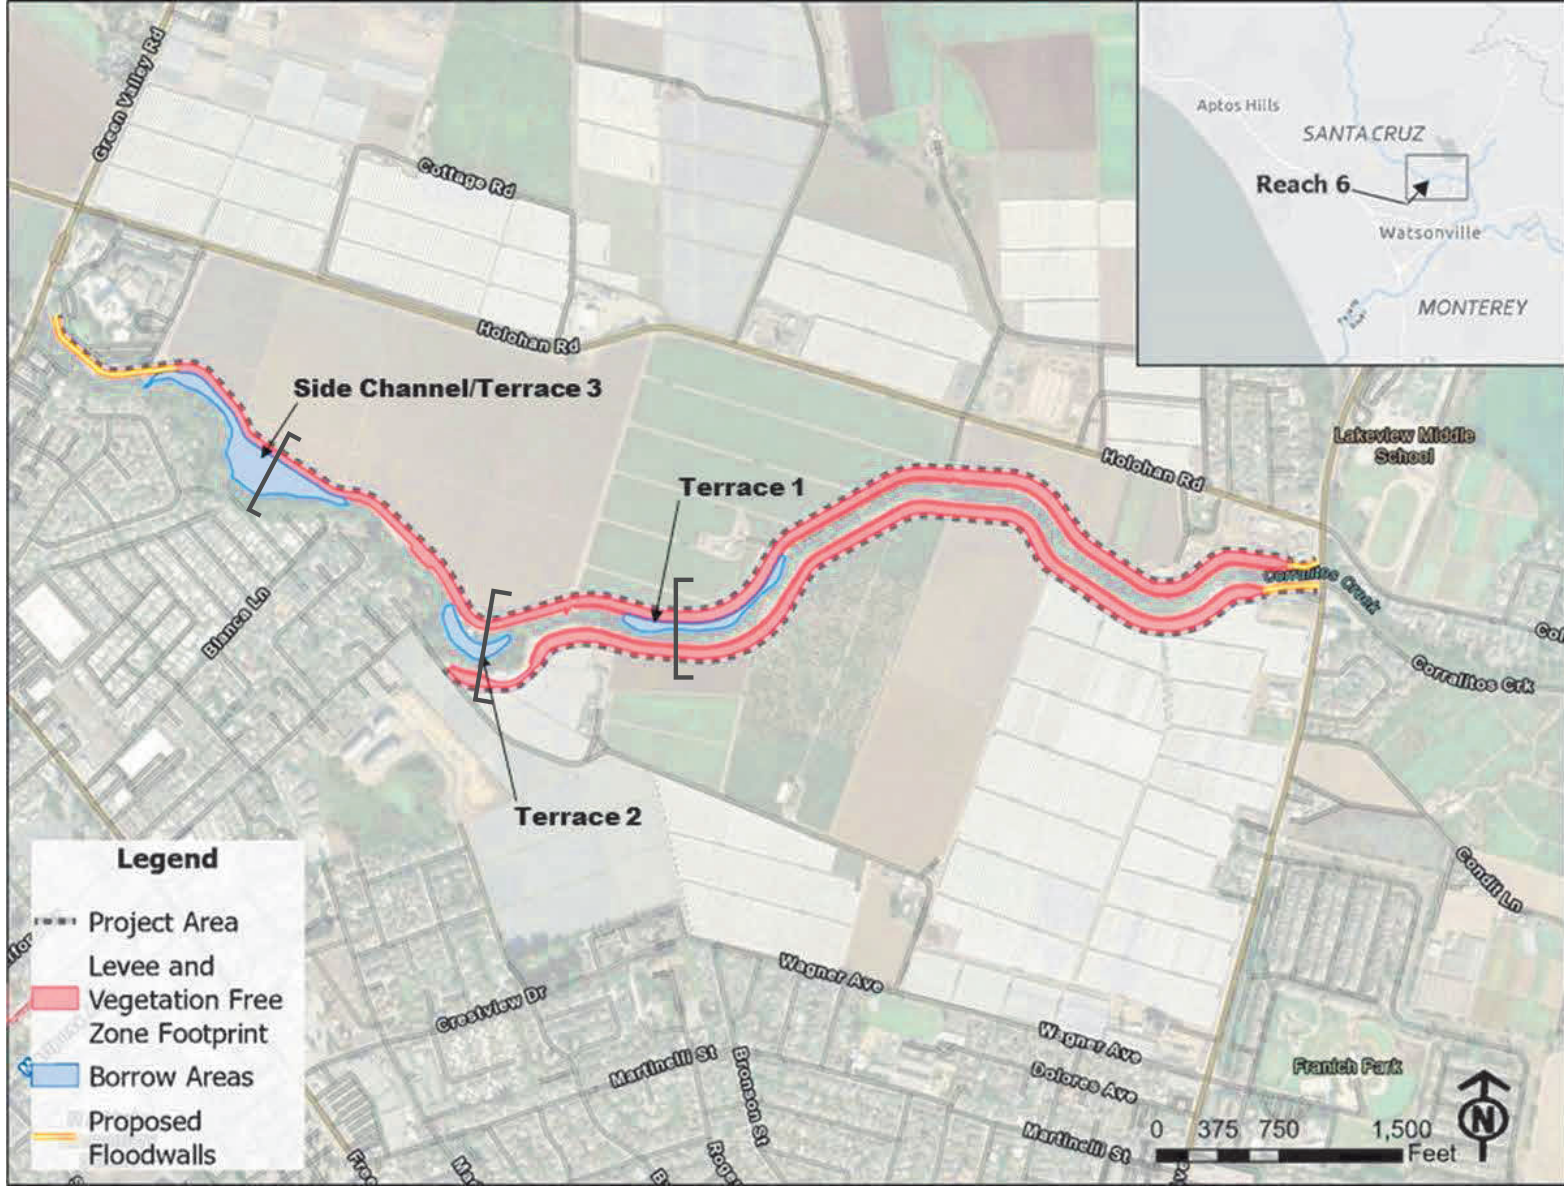 Green Valley Rd
Cottage Rd
Holohan Rd
Side Channel/Terrace 3
Terrace 1
Holohan Rd
Lakeview Middle
School
Corralitos Creek
Corralitos Crk
Blanca Ln
Terrace 2
Condit Ln
Wagner Ave
Crestview Dr
Wagner Ave
Martinelli St
Bronson St
Dolores Ave
Martinelli St
Franich Park
Aptos Hills
SANTA CRUZ
Reach 6
Watsonville
MONTEREY
Legend
Project Area
Levee and
Vegetation Free
Zone Footprint
Borrow Areas
Proposed
Floodwalls
N
0 375 750 1,500
Feet